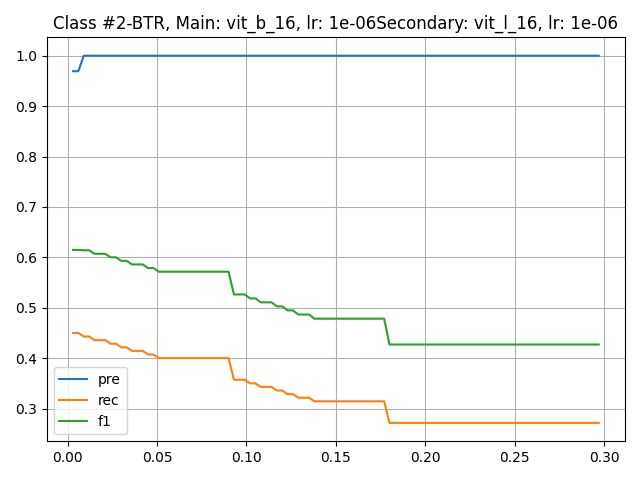 Class #2-BTR, Main: vit_b_16, lr: 1e-06Secondary: vit_l_16, lr: 1e-06
1.0
0.9
0.8
0.7
0.6
0.5
0.4
0.3
pre
rec
f1
0.00 0.05 0.10 0.15 0.20 0.25 0.30